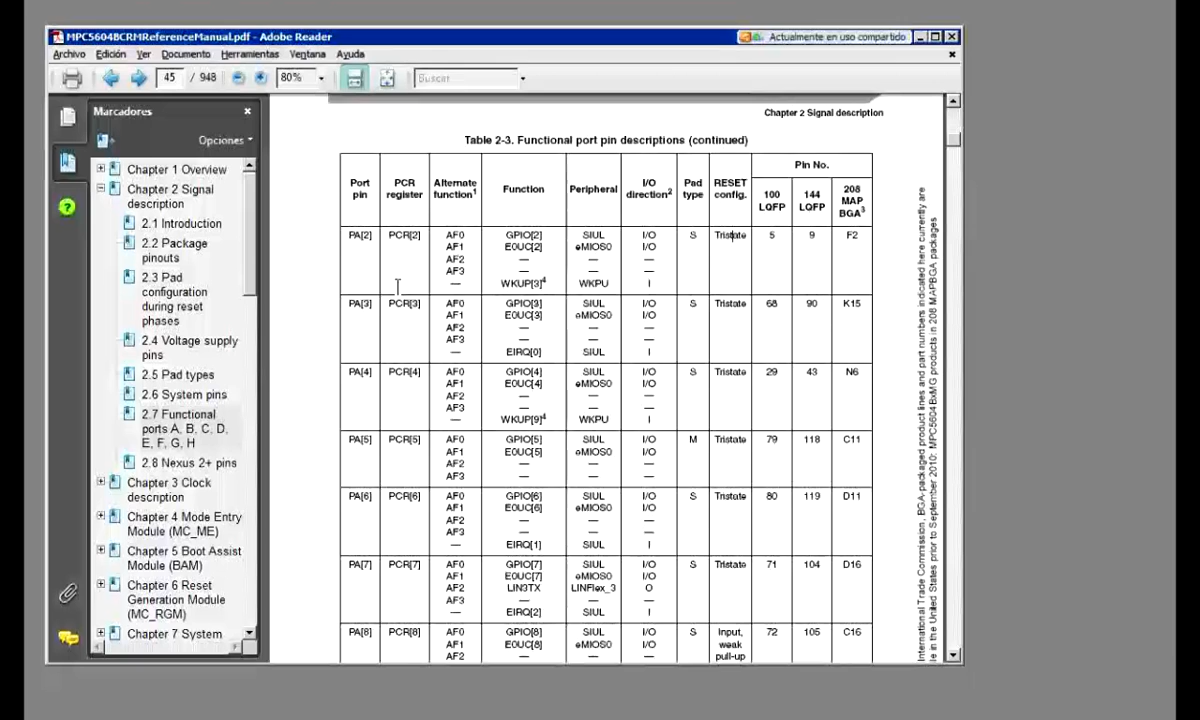 MPC5604BCRMReferenceManual.pdf - Adobe Reader
Actualmente en uso compartido
Archivo Edición Ver Documento Herramientas Ventana Ayuda
45 / 948 80% Buscar
Marcadores
Opciones
Chapter 1 Overview
Chapter 2 Signal
description
2.1 Introduction
2.2 Package
pinouts
2.3 Pad
configuration
during reset
phases
2.4 Voltage supply
pins
2.5 Pad types
2.6 System pins
2.7 Functional
ports A, B, C, D,
E, F, G, H
2.8 Nexus 2+ pins
Chapter 3 Clock
description
Chapter 4 Mode Entry
Module (MC_ME)
Chapter 5 Boot Assist
Module (BAM)
Chapter 6 Reset
Generation Module
(MC_RGM)
Chapter 7 System
Chapter 2 Signal description
Table 2-3. Functional port pin descriptions (continued)
Port pin PCR register Alternate function1 Function Peripheral I/O direction2 Pad type RESET config. Pin No.
100 LQFP 144 LQFP 208 MAP BGA3
PA[2] PCR[2] AF0 GPIO[2] SIUL I/O S Tristate 5 9 F2
AF1 E0UC[2] eMIOS0 I/O
AF2 — — —
AF3 — — —
— WKUP[3]4 WKPU I
PA[3] PCR[3] AF0 GPIO[3] SIUL I/O S Tristate 68 90 K15
AF1 E0UC[3] eMIOS0 I/O
AF2 — — —
AF3 — — —
— EIRQ[0] SIUL I
PA[4] PCR[4] AF0 GPIO[4] SIUL I/O S Tristate 29 43 N6
AF1 E0UC[4] eMIOS0 I/O
AF2 — — —
AF3 — — —
— WKUP[9]4 WKPU I
PA[5] PCR[5] AF0 GPIO[5] SIUL I/O M Tristate 79 118 C11
AF1 E0UC[5] eMIOS0 I/O
AF2 — — —
AF3 — — —
PA[6] PCR[6] AF0 GPIO[6] SIUL I/O S Tristate 80 119 D11
AF1 E0UC[6] eMIOS0 I/O
AF2 — — —
AF3 — — —
— EIRQ[1] SIUL I
PA[7] PCR[7] AF0 GPIO[7] SIUL I/O S Tristate 71 104 D16
AF1 E0UC[7] eMIOS0 I/O
AF2 LIN3TX LINFlex_3 O
AF3 — — —
— EIRQ[2] SIUL I
PA[8] PCR[8] AF0 GPIO[8] SIUL I/O S Input, 72 105 C16
AF1 E0UC[8] eMIOS0 I/O weak
AF2 — — — pull-up
International Trade Commission, BGA-packaged product lines and part numbers indicated here currently are
le in the United States prior to September 2010: MPC5604BxMG products in 208 MAPBGA packages